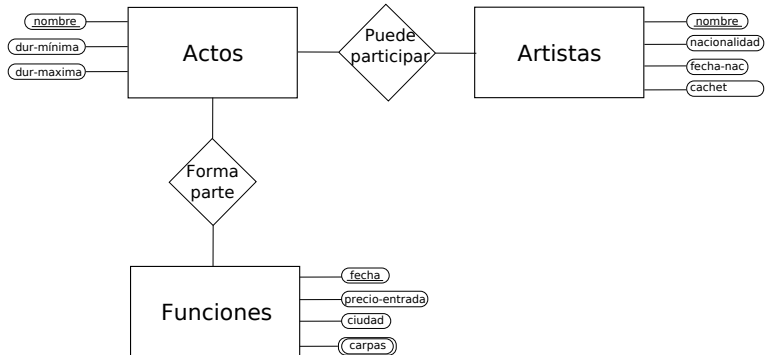 nombre
dur-mínima
dur-maxima
Actos
Puede
participar
Artistas
nombre
nacionalidad
fecha-nac
cachet
Forma
parte
Funciones
fecha
precio-entrada
ciudad
carpas